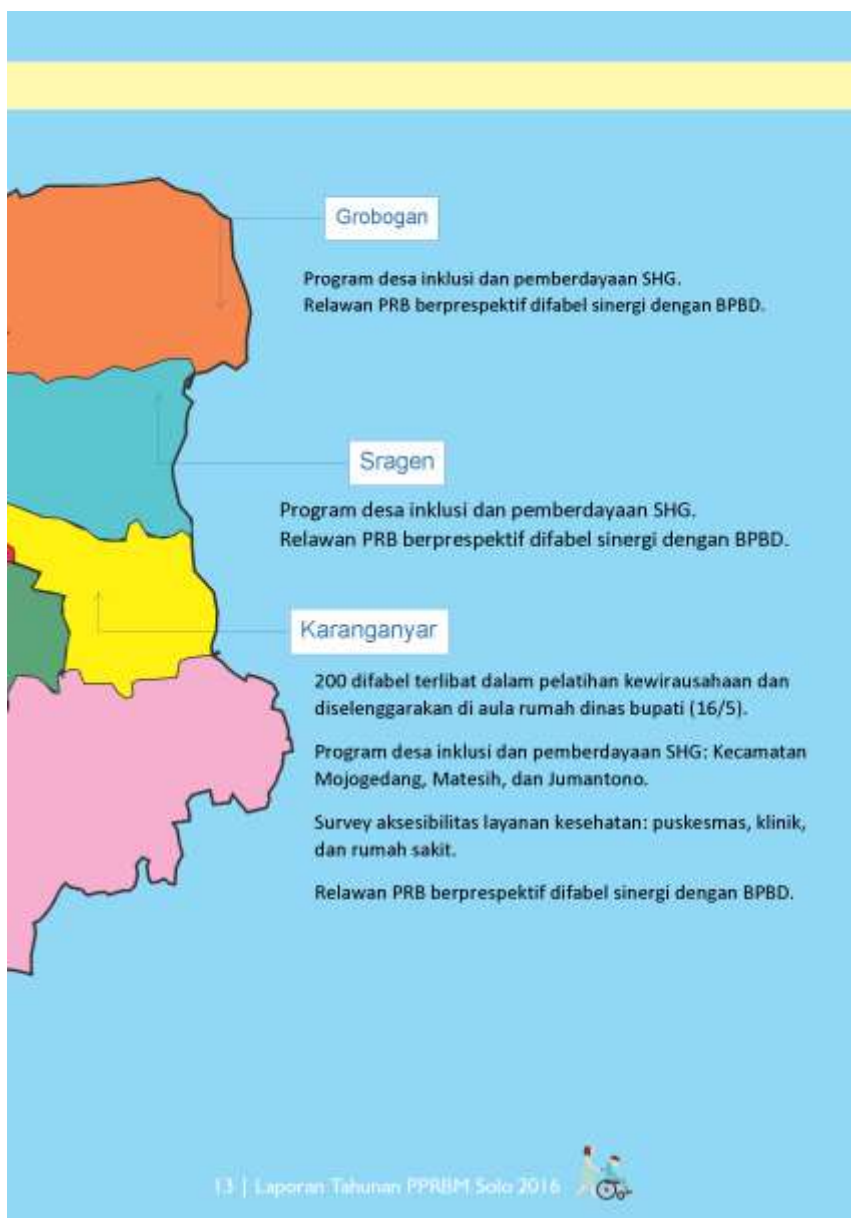 Grobogan
Program desa inklusi dan pemberdayaan SHG.
Relawan PRB berprespektif difabel sinergi dengan BPBD.
Sragen
Program desa inklusi dan pemberdayaan SHG.
Relawan PRB berprespektif difabel sinergi dengan BPBD.
Karanganyar
200 difabel terlibat dalam pelatihan kewirausahaan dan
diselenggarakan di aula rumah dinas bupati (16/5).
Program desa inklusi dan pemberdayaan SHG: Kecamatan
Mojogedang, Matesih, dan Jumantono.
Survey aksesibilitas layanan kesehatan: puskesmas, klinik,
dan rumah sakit.
Relawan PRB berprespektif difabel sinergi dengan BPBD.
13 | Laporan Tahunan PPRBM Solo 2016